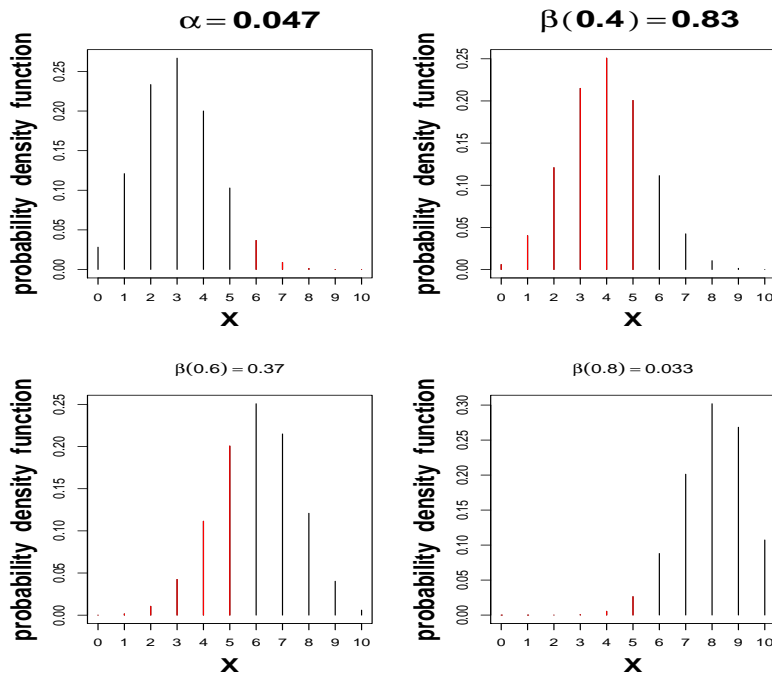 α = 0.047
probability density function
0.00 0.05 0.10 0.15 0.20 0.25
0 1 2 3 4 5 6 7 8 9 10
X
β(0.4) = 0.83
probability density function
0.00 0.05 0.10 0.15 0.20 0.25
0 1 2 3 4 5 6 7 8 9 10
X
β(0.6) = 0.37
probability density function
0.00 0.05 0.10 0.15 0.20 0.25
0 1 2 3 4 5 6 7 8 9 10
X
β(0.8) = 0.033
probability density function
0.00 0.05 0.10 0.15 0.20 0.25 0.30
0 1 2 3 4 5 6 7 8 9 10
X